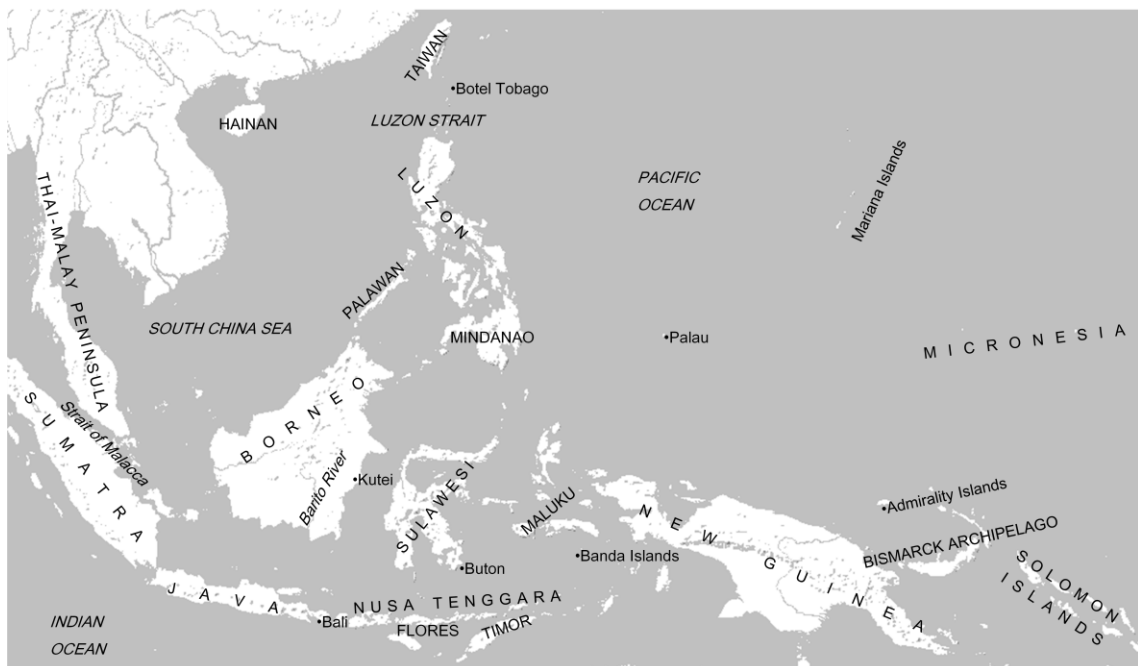 TAIWAN
•Botel Tobago
HAINAN
LUZON STRAIT
LUZON
PACIFIC
OCEAN
Mariana Islands
THAI-MALAY PENINSULA
PALAWAN
SOUTH CHINA SEA
MINDANAO
•Palau
MICRONESIA
SUMATRA
Strait of Malacca
BORNEO
Barito River
•Kutei
SULAWESI
MALUKU
•Admirality Islands
NEW GUINEA
BISMARCK ARCHIPELAGO
•Banda Islands
•Buton
SOLOMON
ISLANDS
JAVA
NUSA TENGGARA
•Bali
FLORES
TIMOR
INDIAN
OCEAN